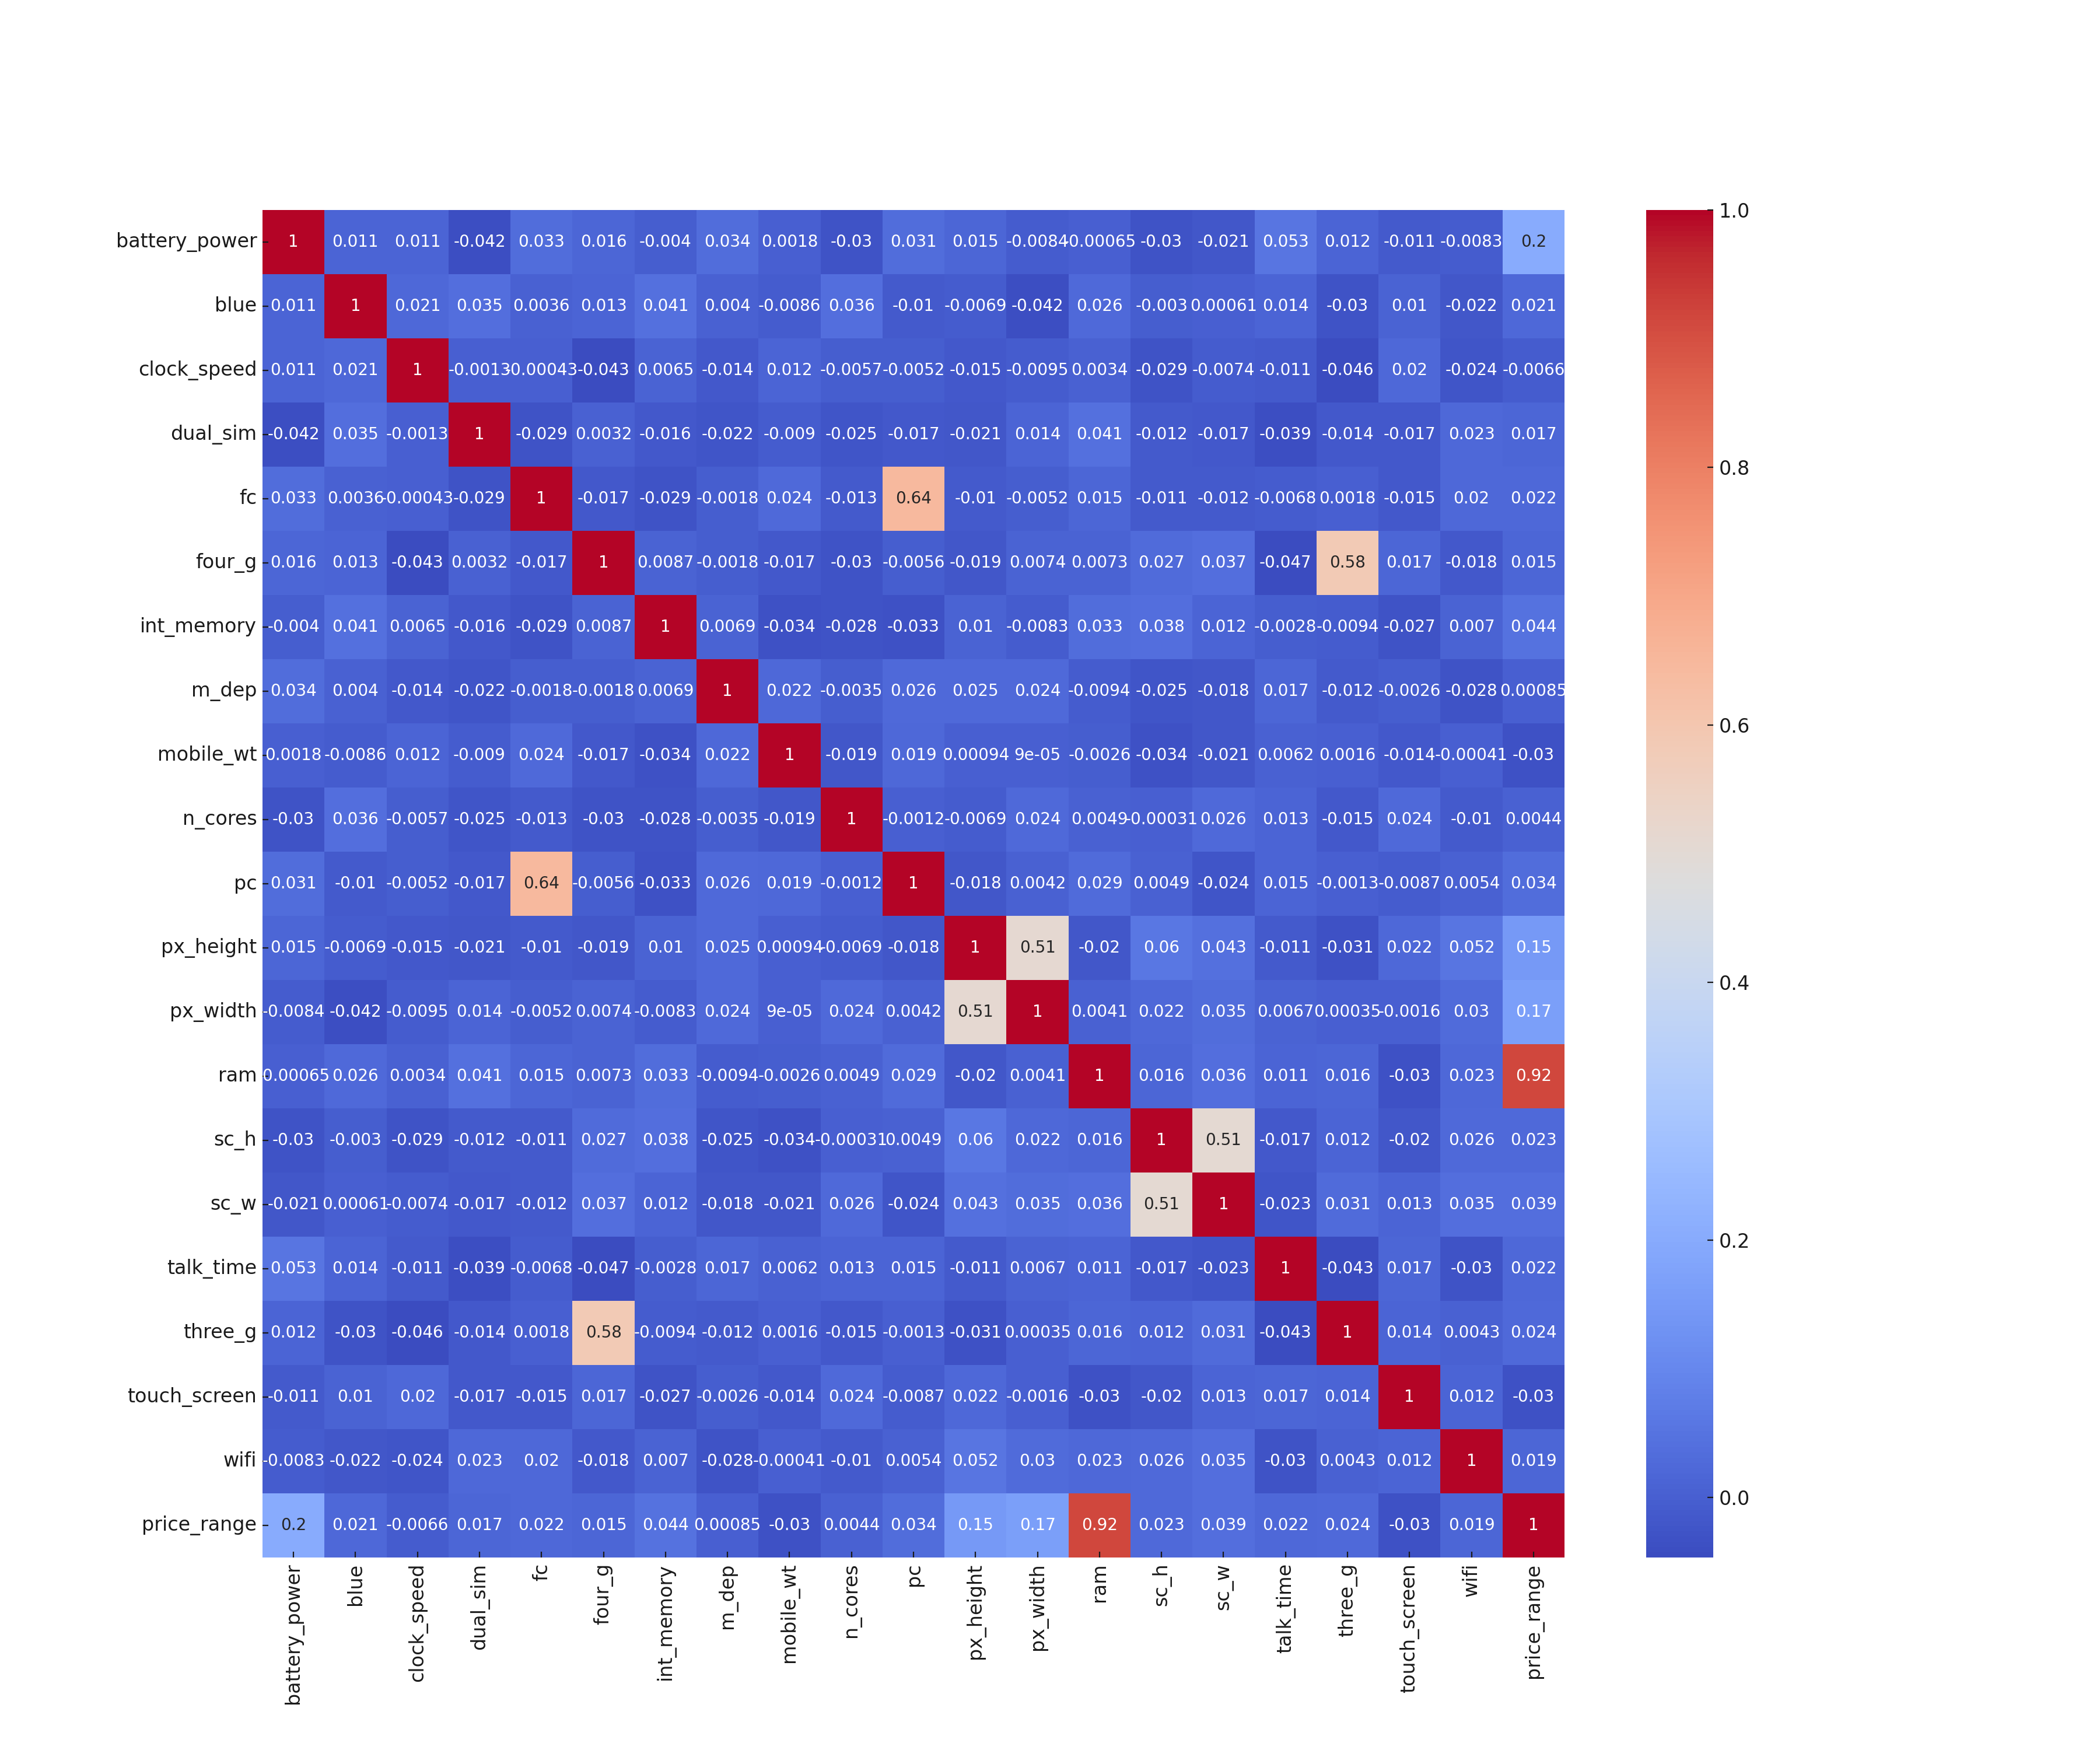 battery_power 1 0.011 0.011 -0.042 0.033 0.016 -0.004 0.034 0.0018 -0.03 0.031 0.015 -0.0084 -0.00065 -0.03 -0.021 0.053 0.012 -0.011 -0.0083 0.2 1.0
blue 0.011 1 0.021 0.035 0.0036 0.013 0.041 0.004 -0.0086 0.036 -0.01 -0.0069 -0.042 0.026 -0.003 0.00061 0.014 -0.03 0.01 -0.022 0.021
clock_speed 0.011 0.021 1 -0.0013 -0.00043 -0.043 0.0065 -0.014 0.012 -0.0057 -0.0052 -0.015 -0.0095 0.0034 -0.029 -0.0074 -0.011 -0.046 0.02 -0.024 -0.0066
dual_sim -0.042 0.035 -0.0013 1 -0.029 0.0032 -0.016 -0.022 -0.009 -0.025 -0.017 -0.021 0.014 0.041 -0.012 -0.017 -0.039 -0.014 -0.017 0.023 0.017
0.8
fc 0.033 0.0036 -0.00043 -0.029 1 -0.017 -0.029 -0.0018 0.024 -0.013 0.64 -0.01 -0.0052 0.015 -0.011 -0.012 -0.0068 0.0018 -0.015 0.02 0.022
four_g 0.016 0.013 -0.043 0.0032 -0.017 1 0.0087 -0.0018 -0.017 -0.03 -0.0056 -0.019 0.0074 0.0073 0.027 0.037 -0.047 0.58 0.017 -0.018 0.015
int_memory -0.004 0.041 0.0065 -0.016 -0.029 0.0087 1 0.0069 -0.034 -0.028 -0.033 0.01 -0.0083 0.033 0.038 0.012 -0.0028 -0.0094 -0.027 0.007 0.044
m_dep 0.034 0.004 -0.014 -0.022 -0.0018 -0.0018 0.0069 1 0.022 -0.0035 0.026 0.025 0.024 -0.0094 -0.025 -0.018 0.017 -0.012 -0.0026 -0.028 0.00085
0.6
mobile_wt 0.0018 -0.0086 0.012 -0.009 0.024 -0.017 -0.034 0.022 1 -0.019 0.019 0.00094 9e-05 -0.0026 -0.034 -0.021 0.0062 0.0016 -0.014 -0.00041 -0.03
n_cores -0.03 0.036 -0.0057 -0.025 -0.013 -0.03 -0.028 -0.0035 -0.019 1 -0.0012 -0.0069 0.024 0.0049 -0.00031 0.026 0.013 -0.015 0.024 -0.01 0.0044
pc 0.031 -0.01 -0.0052 -0.017 0.64 -0.0056 -0.033 0.026 0.019 -0.0012 1 -0.018 0.0042 0.029 0.0049 -0.024 0.015 -0.0013 -0.0087 0.0054 0.034
px_height 0.015 -0.0069 -0.015 -0.021 -0.01 -0.019 0.01 0.025 0.00094 -0.0069 -0.018 1 0.51 -0.02 0.06 0.043 -0.011 -0.031 0.022 0.052 0.15
0.4
px_width -0.0084 -0.042 -0.0095 0.014 -0.0052 0.0074 -0.0083 0.024 9e-05 0.024 0.0042 0.51 1 0.0041 0.022 0.035 0.0067 0.00035 -0.0016 0.03 0.17
ram -0.00065 0.026 0.0034 0.041 0.015 0.0073 0.033 -0.0094 -0.0026 0.0049 0.029 -0.02 0.0041 1 0.016 0.036 0.011 0.016 -0.03 0.023 0.92
sc_h -0.03 -0.003 -0.029 -0.012 -0.011 0.027 0.038 -0.025 -0.034 -0.00031 0.0049 0.06 0.022 0.016 1 0.51 -0.017 0.012 -0.02 0.026 0.023
sc_w -0.021 0.00061 -0.0074 -0.017 -0.012 0.037 0.012 -0.018 -0.021 0.026 -0.024 0.043 0.035 0.036 0.51 1 -0.023 0.031 0.013 0.035 0.039
0.2
talk_time 0.053 0.014 -0.011 -0.039 -0.0068 -0.047 -0.0028 0.017 0.0062 0.013 0.015 -0.011 0.0067 0.011 -0.017 -0.023 1 -0.043 0.017 -0.03 0.022
three_g 0.012 -0.03 -0.046 -0.014 0.0018 0.58 -0.0094 -0.012 0.0016 -0.015 -0.0013 -0.031 0.00035 0.016 0.012 0.031 -0.043 1 0.014 0.0043 0.024
touch_screen -0.011 0.01 0.02 -0.017 -0.015 0.017 -0.027 -0.0026 -0.014 0.024 -0.0087 0.022 -0.0016 -0.03 -0.02 0.013 0.017 0.014 1 0.012 -0.03
wifi -0.0083 -0.022 -0.024 0.023 0.02 -0.018 0.007 -0.028 -0.00041 -0.01 0.0054 0.052 0.03 0.023 0.026 0.035 -0.03 0.0043 0.012 1 0.019
0.0
price_range 0.2 0.021 -0.0066 0.017 0.022 0.015 0.044 0.00085 -0.03 0.0044 0.034 0.15 0.17 0.92 0.023 0.039 0.022 0.024 -0.03 0.019 1
battery_power blue clock_speed dual_sim fc four_g int_memory m_dep mobile_wt n_cores pc px_height px_width ram sc_h sc_w talk_time three_g touch_screen wifi price_range